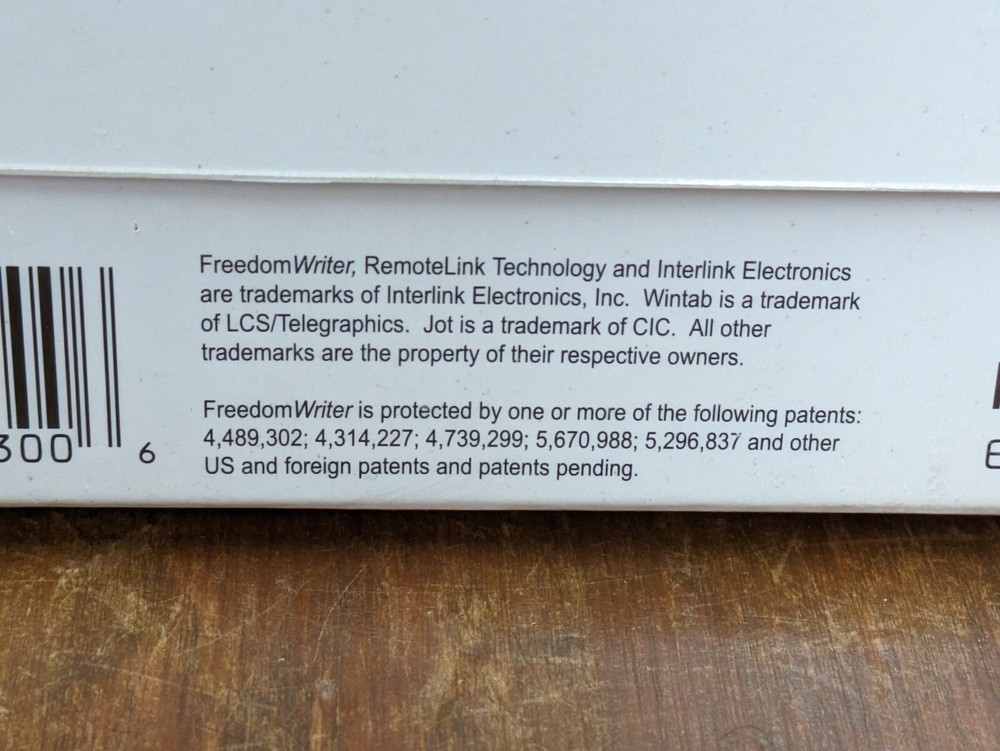 FreedomWriter, RemoteLink Technology and Interlink Electronics
are trademarks of Interlink Electronics, Inc. Wintab is a trademark
of LCS/Telegraphics. Jot is a trademark of CIC. All other
trademarks are the property of their respective owners.
FreedomWriter is protected by one or more of the following patents:
4,489,302; 4,314,227; 4,739,299; 5,670,988; 5,296,837 and other
US and foreign patents and patents pending.
300 6